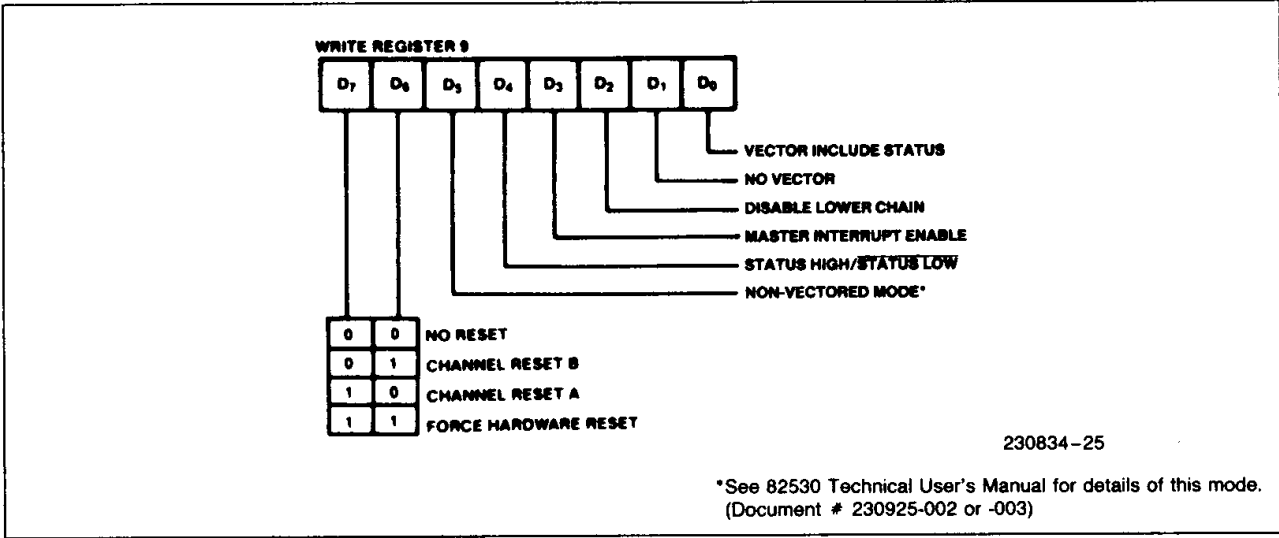 WRITE REGISTER 9
D7 D6 D5 D4 D3 D2 D1 D0
VECTOR INCLUDE STATUS
NO VECTOR
DISABLE LOWER CHAIN
MASTER INTERRUPT ENABLE
STATUS HIGH/STATUS LOW
NON-VECTORED MODE*
0 0 NO RESET
0 1 CHANNEL RESET B
1 0 CHANNEL RESET A
1 1 FORCE HARDWARE RESET
230834-25
*See 82530 Technical User's Manual for details of this mode.
(Document # 230925-002 or -003)